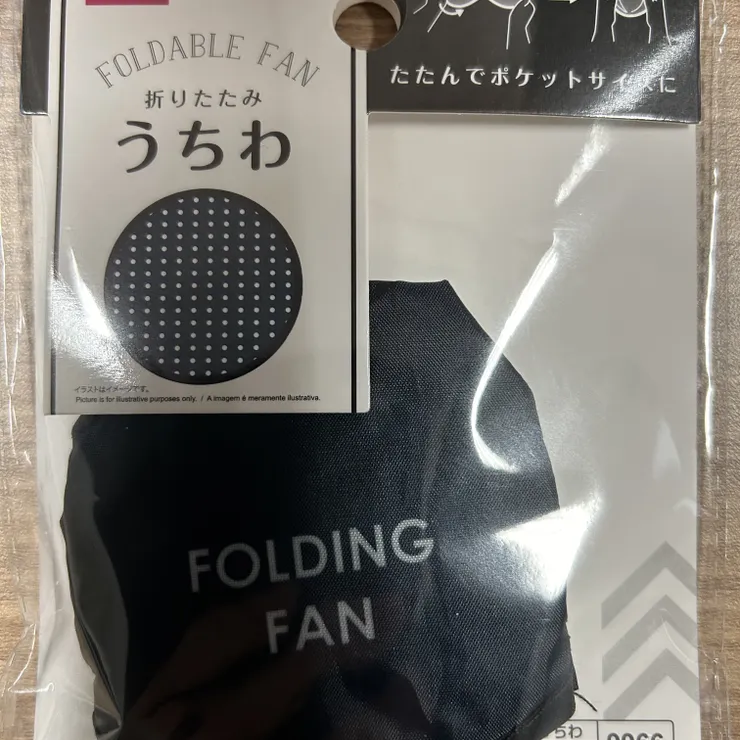 FOLDABLE FAN
折りたたみ
うちわ
イラストはイメージです。
Picture is for illustrative purposes only. / A imagem é meramente ilustrativa.
たたんでポケットサイズに
FOLDING
FAN